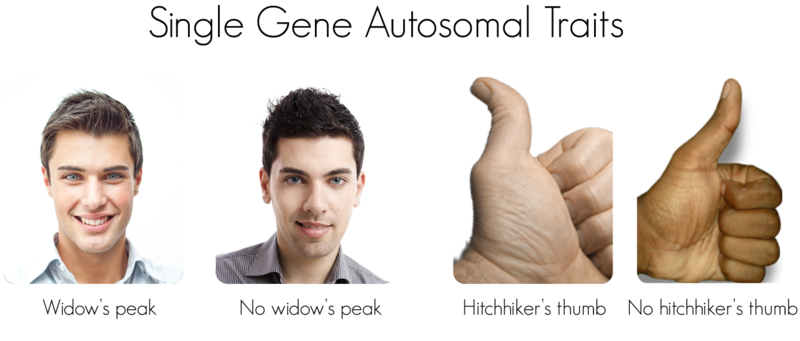 Single Gene Autosomal Traits
Widow's peak
No widow's peak
Hitchhiker's thumb
No hitchhiker's thumb